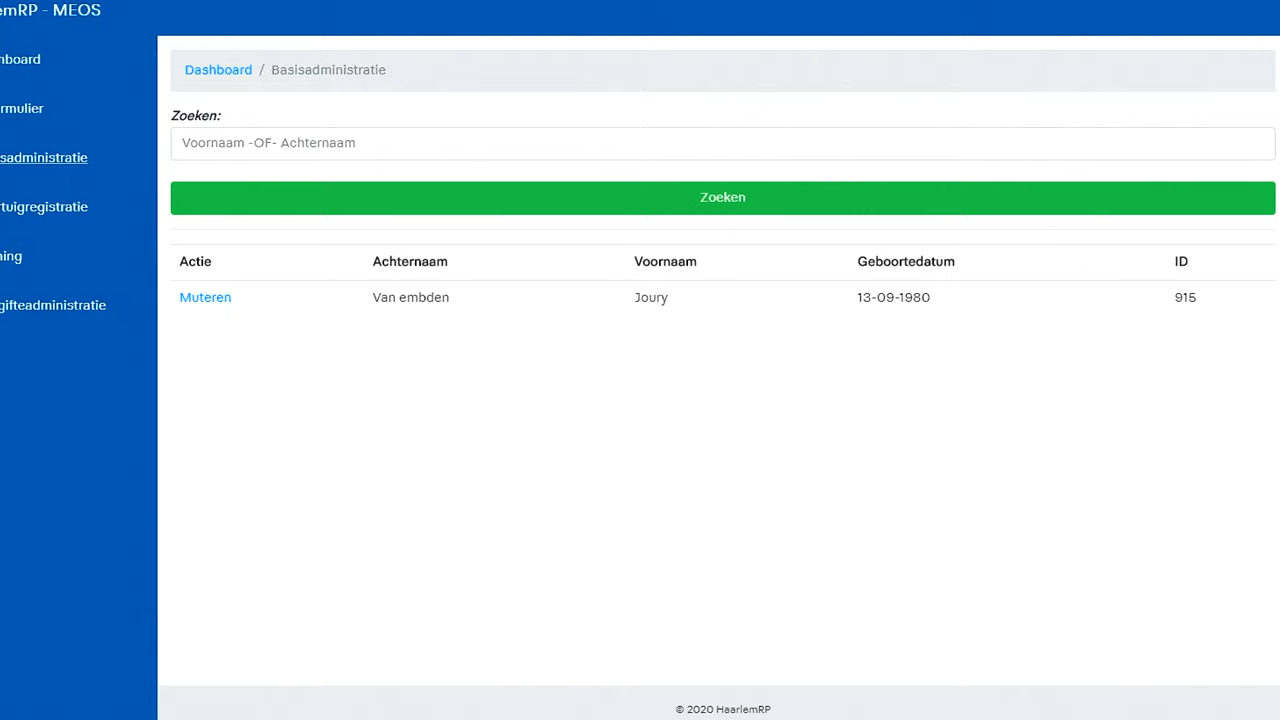 emRP - MEOS
hboard
rmulier
sadministratie
tuigregistratie
ning
gifteadministratie
Dashboard / Basisadministratie
Zoeken:
Voornaam -OF- Achternaam
Zoeken
Actie Achternaam Voornaam Geboortedatum ID
Muteren Van embden Joury 13-09-1980 915
© 2020 HaarlemRP